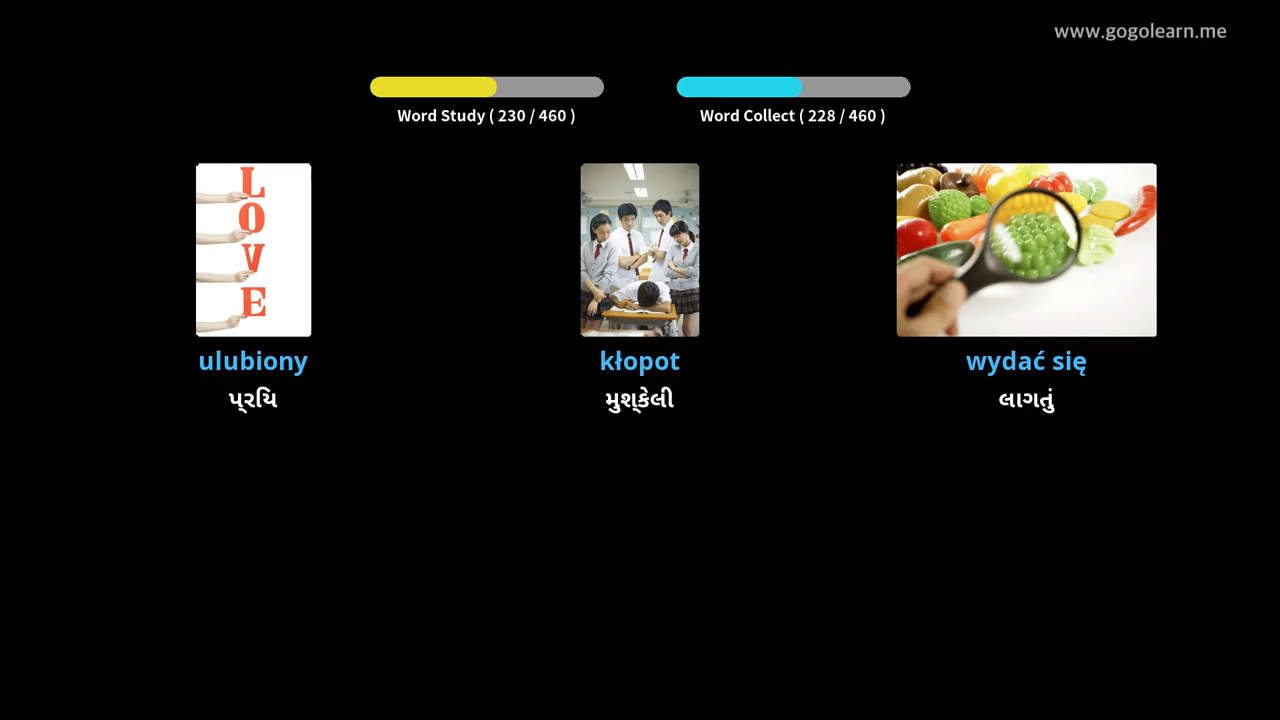 www.gogolearn.me
Word Study ( 230 / 460 )
Word Collect ( 228 / 460 )
L
O
V
E
ulubiony
kłopot
wydać się
પ્રિય
મુશ્કેલી
લાગતું